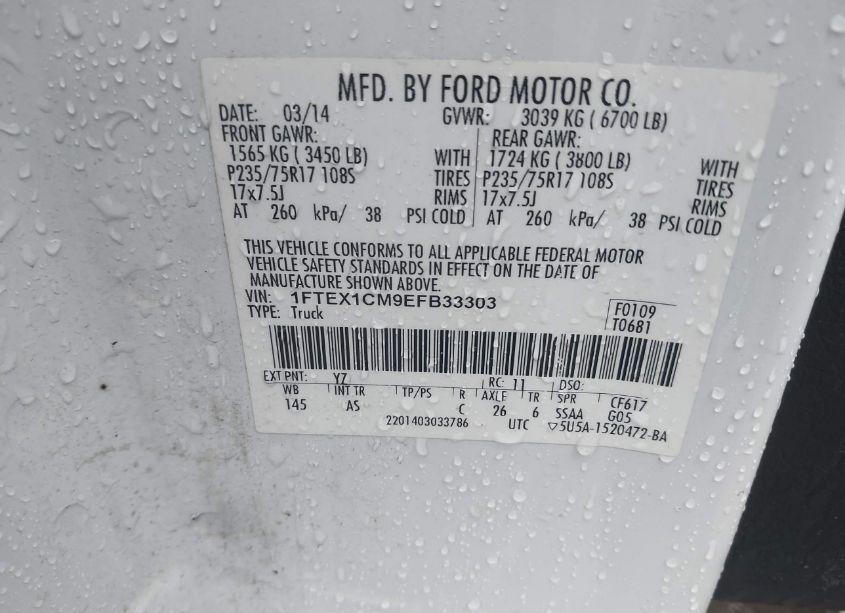 MFD. BY FORD MOTOR CO.
DATE: 03/14 GVWR: 3039 KG ( 6700 LB)
FRONT GAWR: REAR GAWR:
1565 KG ( 3450 LB) WITH 1724 KG ( 3800 LB) WITH
P235/75R17 108S TIRES P235/75R17 108S TIRES
17x7.5J RIMS 17x7.5J RIMS
AT 260 kPa/ 38 PSI COLD AT 260 kPa/ 38 PSI COLD
THIS VEHICLE CONFORMS TO ALL APPLICABLE FEDERAL MOTOR
VEHICLE SAFETY STANDARDS IN EFFECT ON THE DATE OF
MANUFACTURE SHOWN ABOVE.
VIN: 1FTEX1CM9EFB33303 F0109
TYPE: Truck T0681
EXT PNT: YZ RC: 11 DSO:
WB INT TR TP/PS R AXLE TR SPR CF617
145 AS C 26 6 SSAA G05
2201403033786 UTC ▽5U5A-1520472-BA